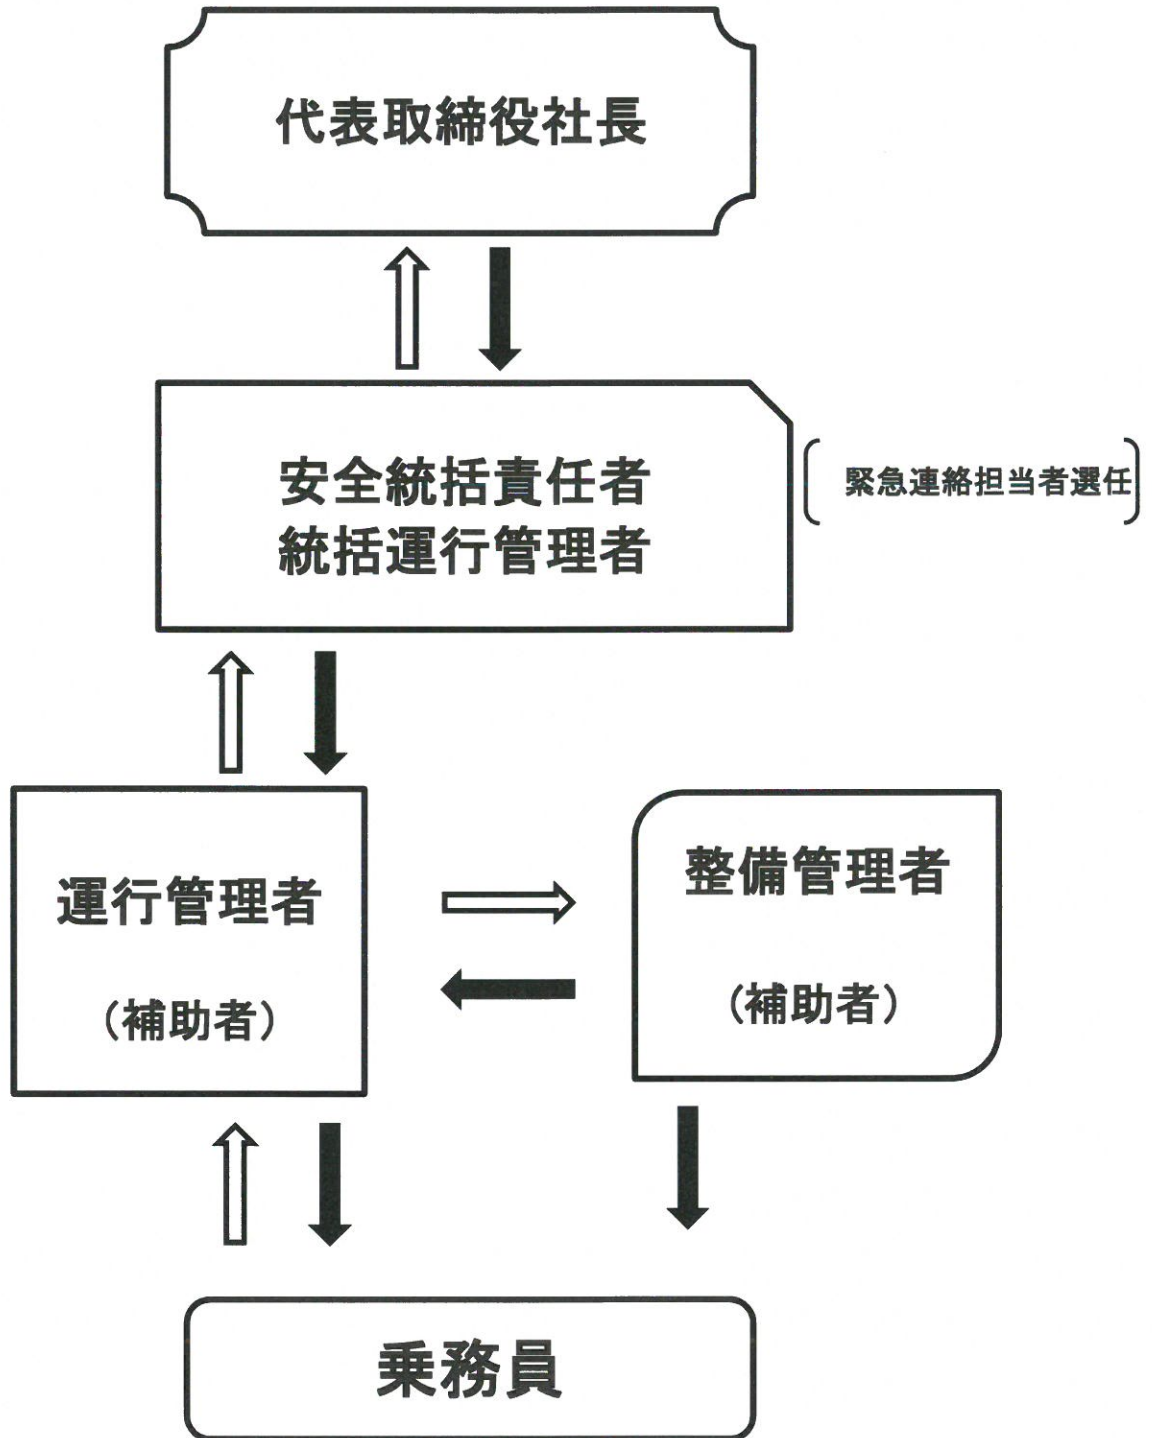 代表取締役社長
安全統括責任者
統括運行管理者
緊急連絡担当者選任
運行管理者
（補助者）
整備管理者
（補助者）
乗務員